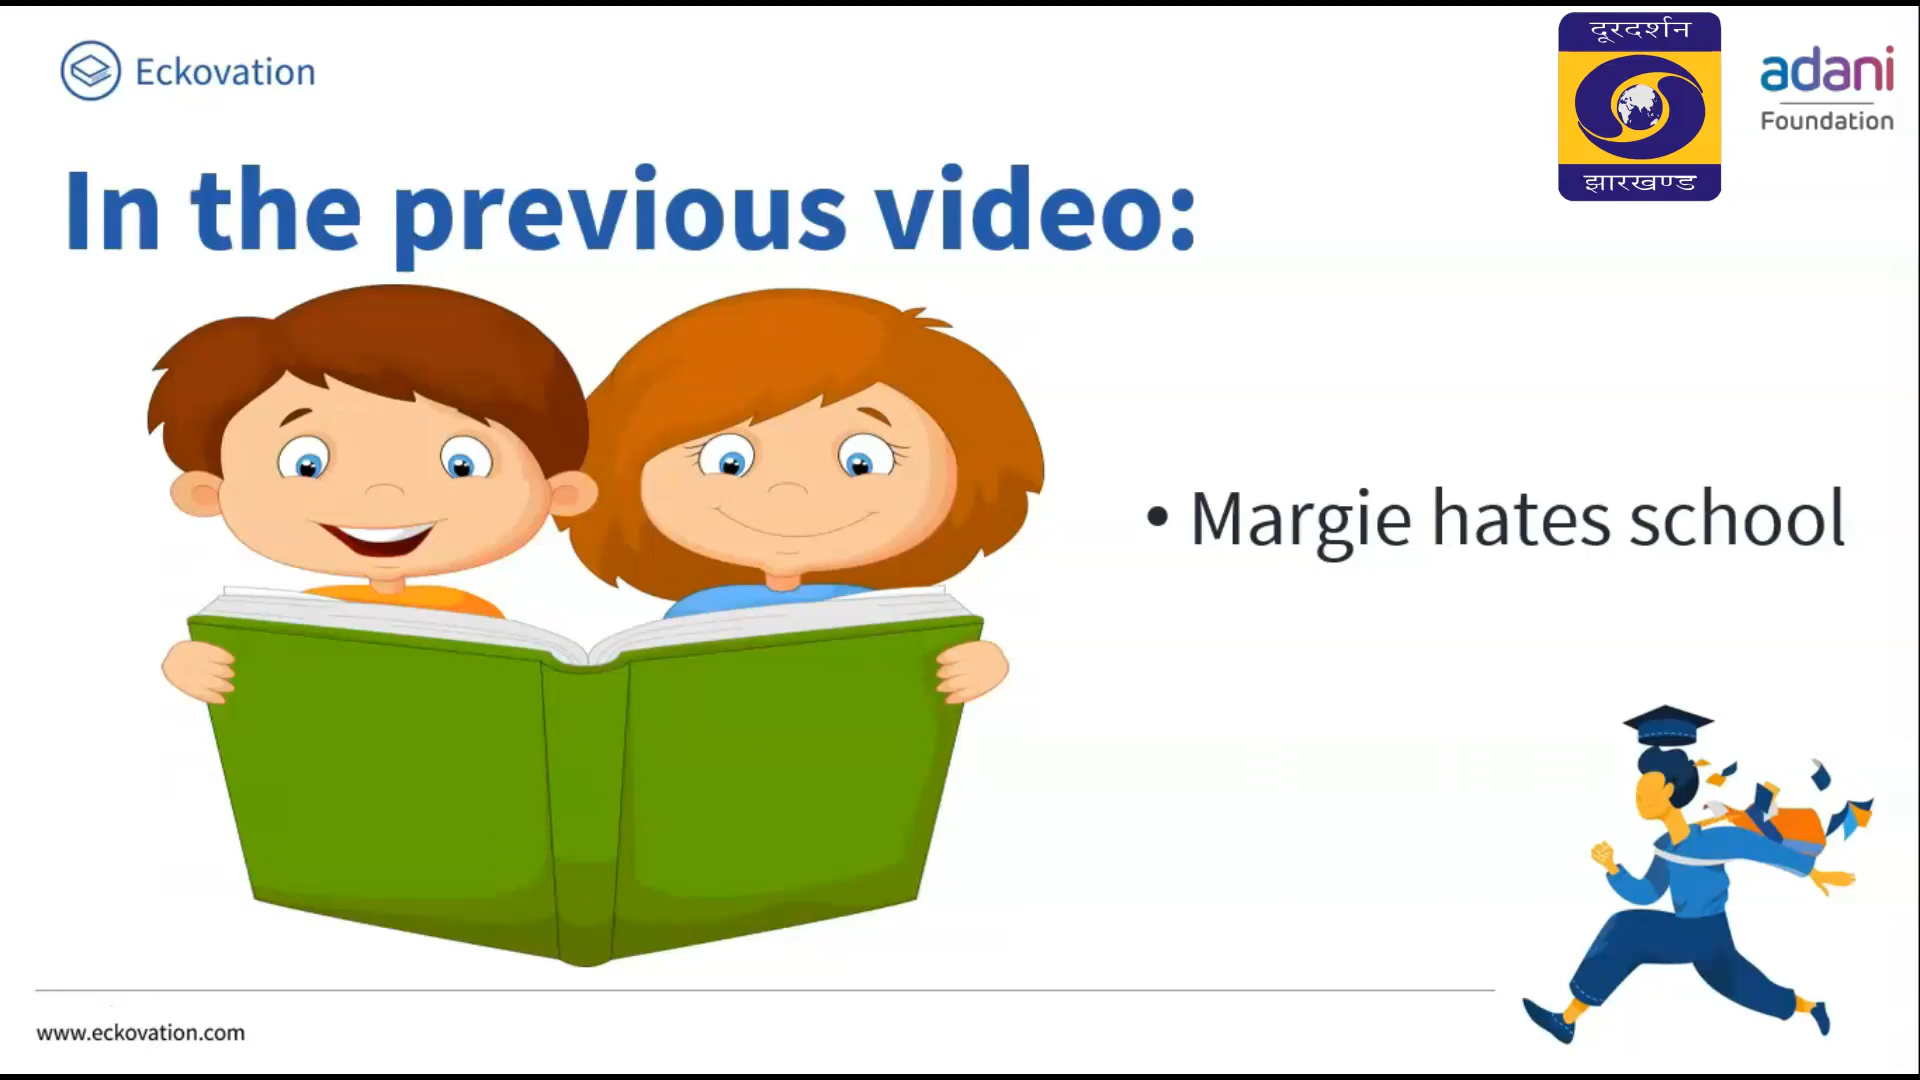 Eckovation
दूरदर्शन
झारखण्ड
adani
Foundation
In the previous video:
• Margie hates school
www.eckovation.com